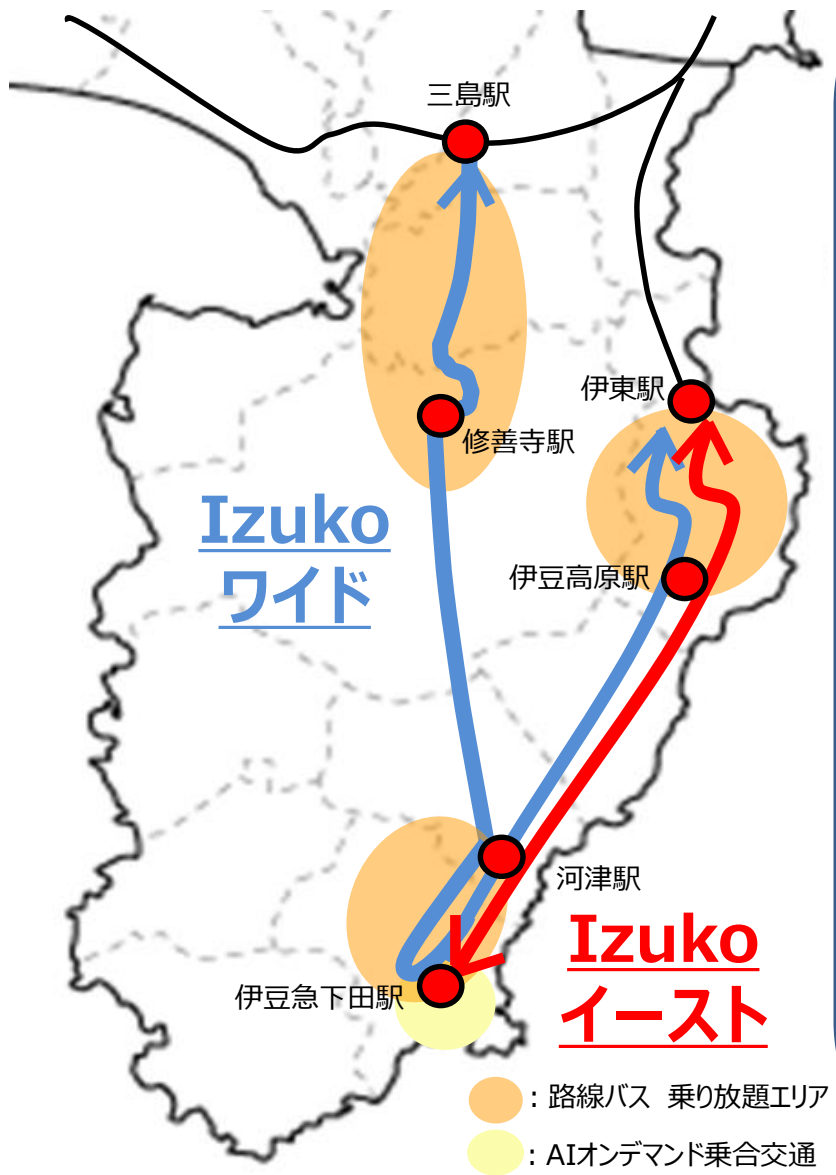 三島駅
伊東駅
修善寺駅
Izuko
ワイド
伊豆高原駅
河津駅
Izuko
イースト
伊豆急下田駅
：路線バス 乗り放題エリア
：AIオンデマンド乗合交通